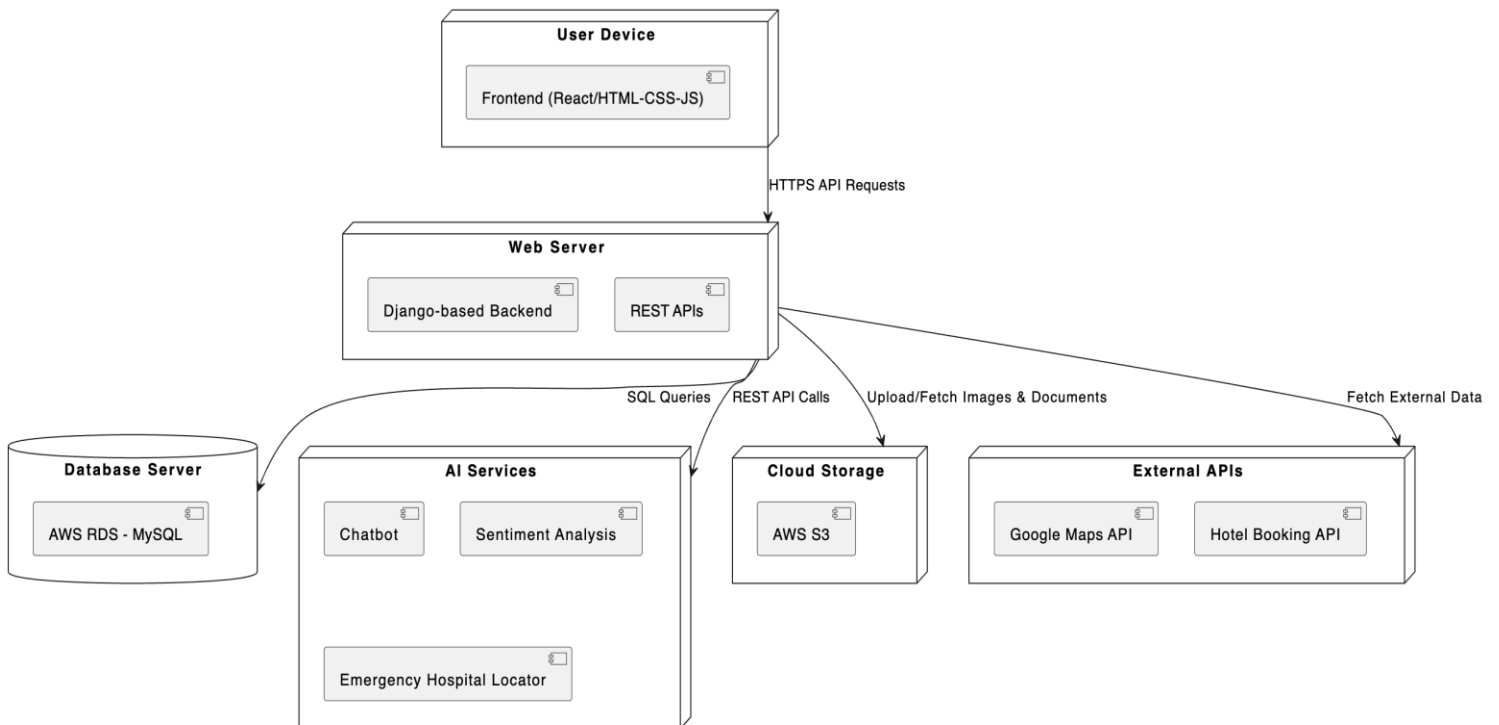 User Device
Frontend (React/HTML-CSS-JS)
HTTPS API Requests
Web Server
Django-based Backend
REST APIs
SQL Queries
REST API Calls
Upload/Fetch Images & Documents
Fetch External Data
Database Server
AWS RDS - MySQL
AI Services
Chatbot
Sentiment Analysis
Emergency Hospital Locator
Cloud Storage
AWS S3
External APIs
Google Maps API
Hotel Booking API